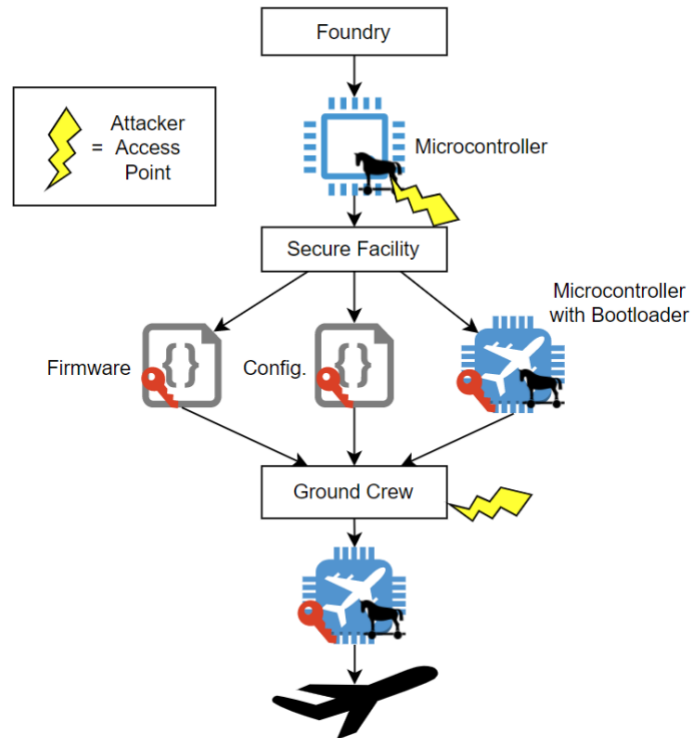 Foundry
Attacker
= Access
Point
Microcontroller
Secure Facility
Microcontroller
with Bootloader
Firmware
{}
Config.
{}
Ground Crew